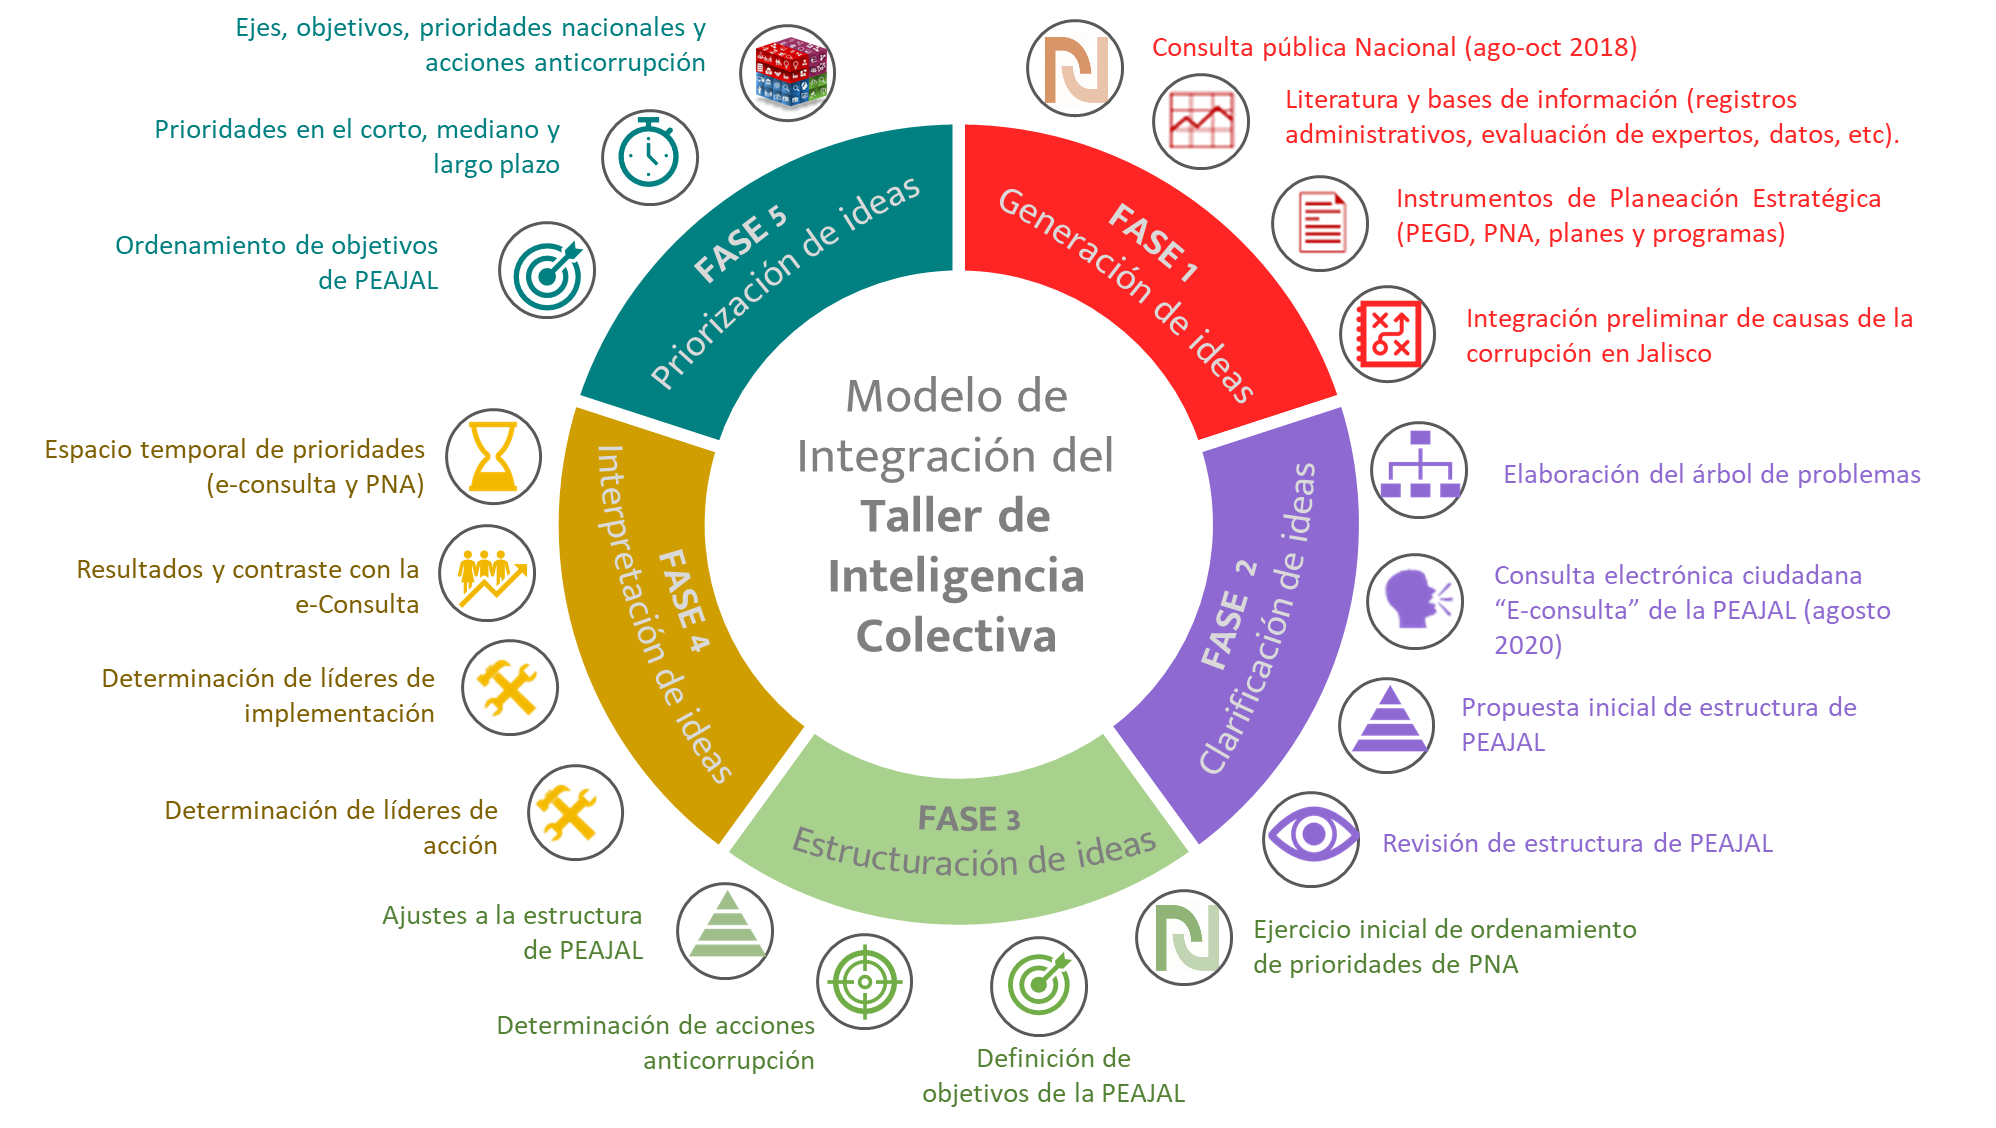 Modelo de
Integración del
Taller de
Inteligencia
Colectiva
FASE 1
Generación de ideas
Consulta pública Nacional (ago-oct 2018)
Literatura y bases de información (registros
administrativos, evaluación de expertos, datos, etc).
Instrumentos de Planeación Estratégica
(PEGD, PNA, planes y programas)
Integración preliminar de causas de la
corrupción en Jalisco
FASE 2
Clarificación de ideas
Elaboración del árbol de problemas
Consulta electrónica ciudadana
“E-consulta” de la PEAJAL (agosto
2020)
Propuesta inicial de estructura de
PEAJAL
Revisión de estructura de PEAJAL
FASE 3
Estructuración de ideas
Ejercicio inicial de ordenamiento
de prioridades de PNA
Definición de
objetivos de la PEAJAL
Determinación de acciones
anticorrupción
Ajustes a la estructura
de PEAJAL
FASE 4
Interpretación de ideas
Determinación de líderes de
acción
Determinación de líderes de
implementación
Resultados y contraste con la
e-Consulta
Espacio temporal de prioridades
(e-consulta y PNA)
FASE 5
Priorización de ideas
Ordenamiento de objetivos
de PEAJAL
Prioridades en el corto, mediano y
largo plazo
Ejes, objetivos, prioridades nacionales y
acciones anticorrupción